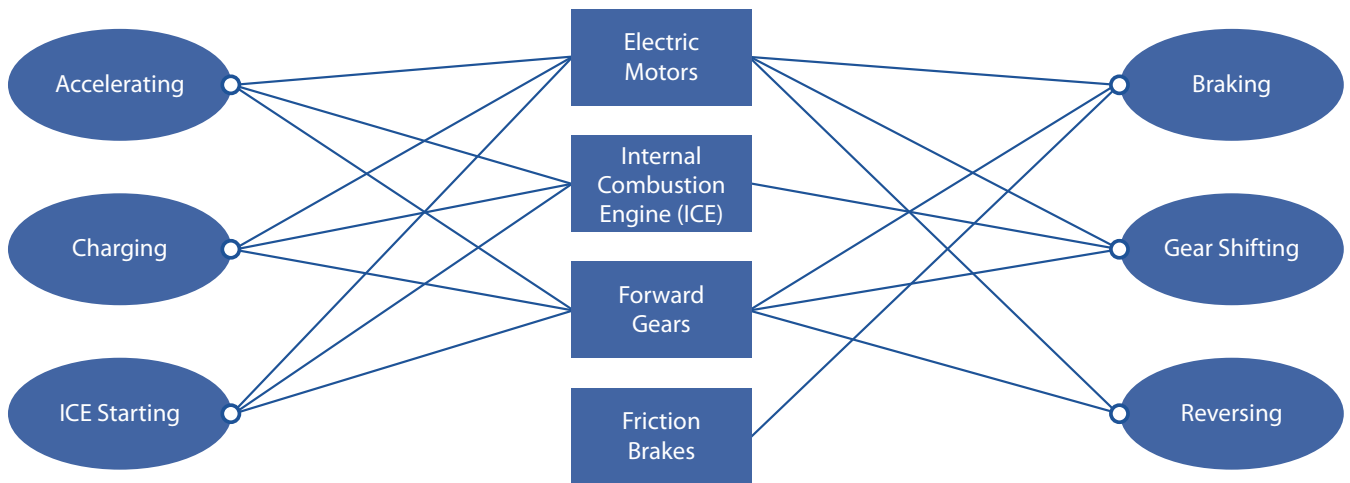 Accelerating
Charging
ICE Starting
Electric
Motors
Internal
Combustion
Engine (ICE)
Forward
Gears
Friction
Brakes
Braking
Gear Shifting
Reversing